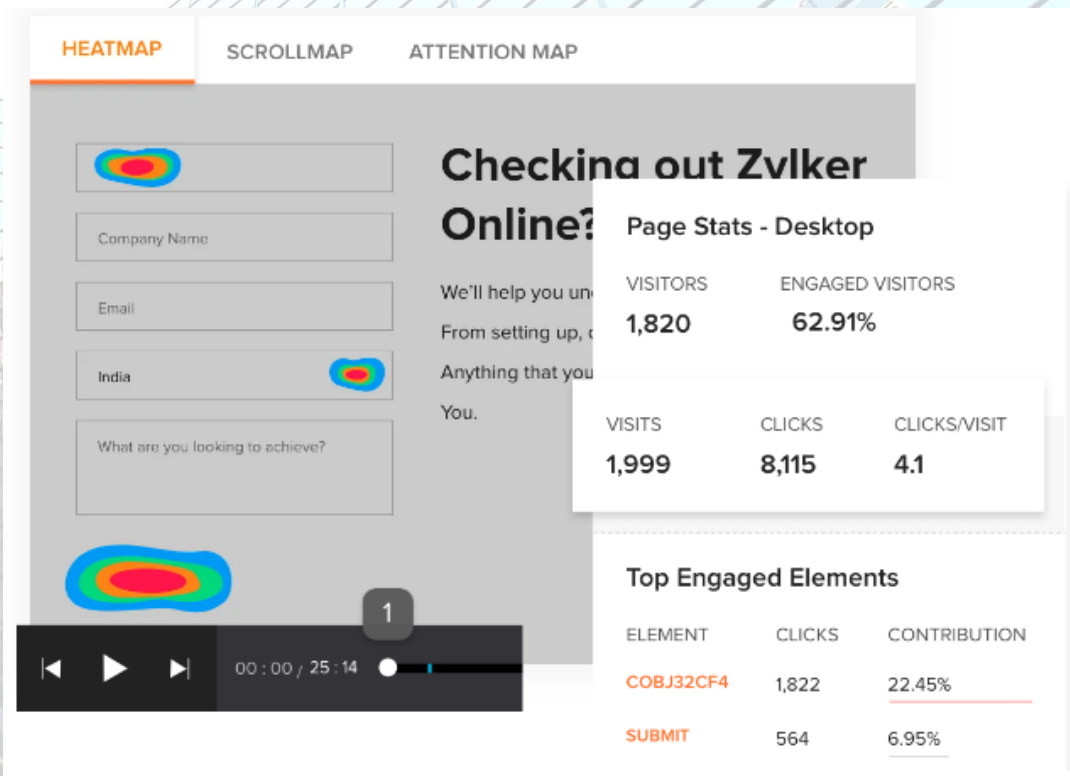 HEATMAP SCROLLMAP ATTENTION MAP
Checking out Zylker
Online?
Company Name
Email
India
What are you looking to achieve?
We'll help you
From setting up,
Anything that you
You.
Page Stats - Desktop
VISITORS ENGAGED VISITORS
1,820 62.91%
VISITS CLICKS CLICKS/VISIT
1,999 8,115 4.1
Top Engaged Elements
ELEMENT CLICKS CONTRIBUTION
COBJ32CF4 1,822 22.45%
SUBMIT 564 6.95%
1
00 : 00 / 25 : 14